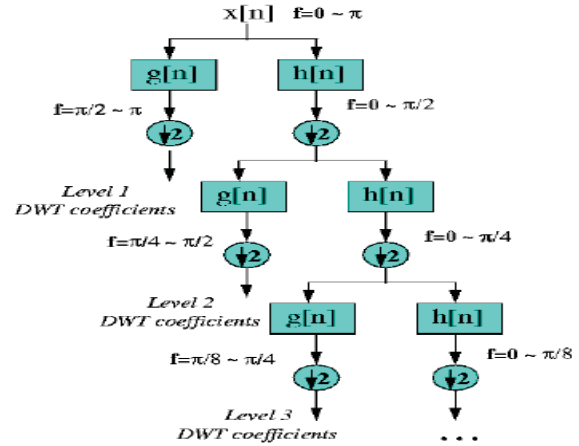 x[n] f=0 ~ π
g[n] h[n]
f=π/2 ~ π f=0 ~ π/2
↓2 ↓2
Level 1
DWT coefficients
g[n] h[n]
f=π/4 ~ π/2 f=0 ~ π/4
↓2 ↓2
Level 2
DWT coefficients
g[n] h[n]
f=π/8 ~ π/4 f=0 ~ π/8
↓2 ↓2
Level 3
DWT coefficients
...